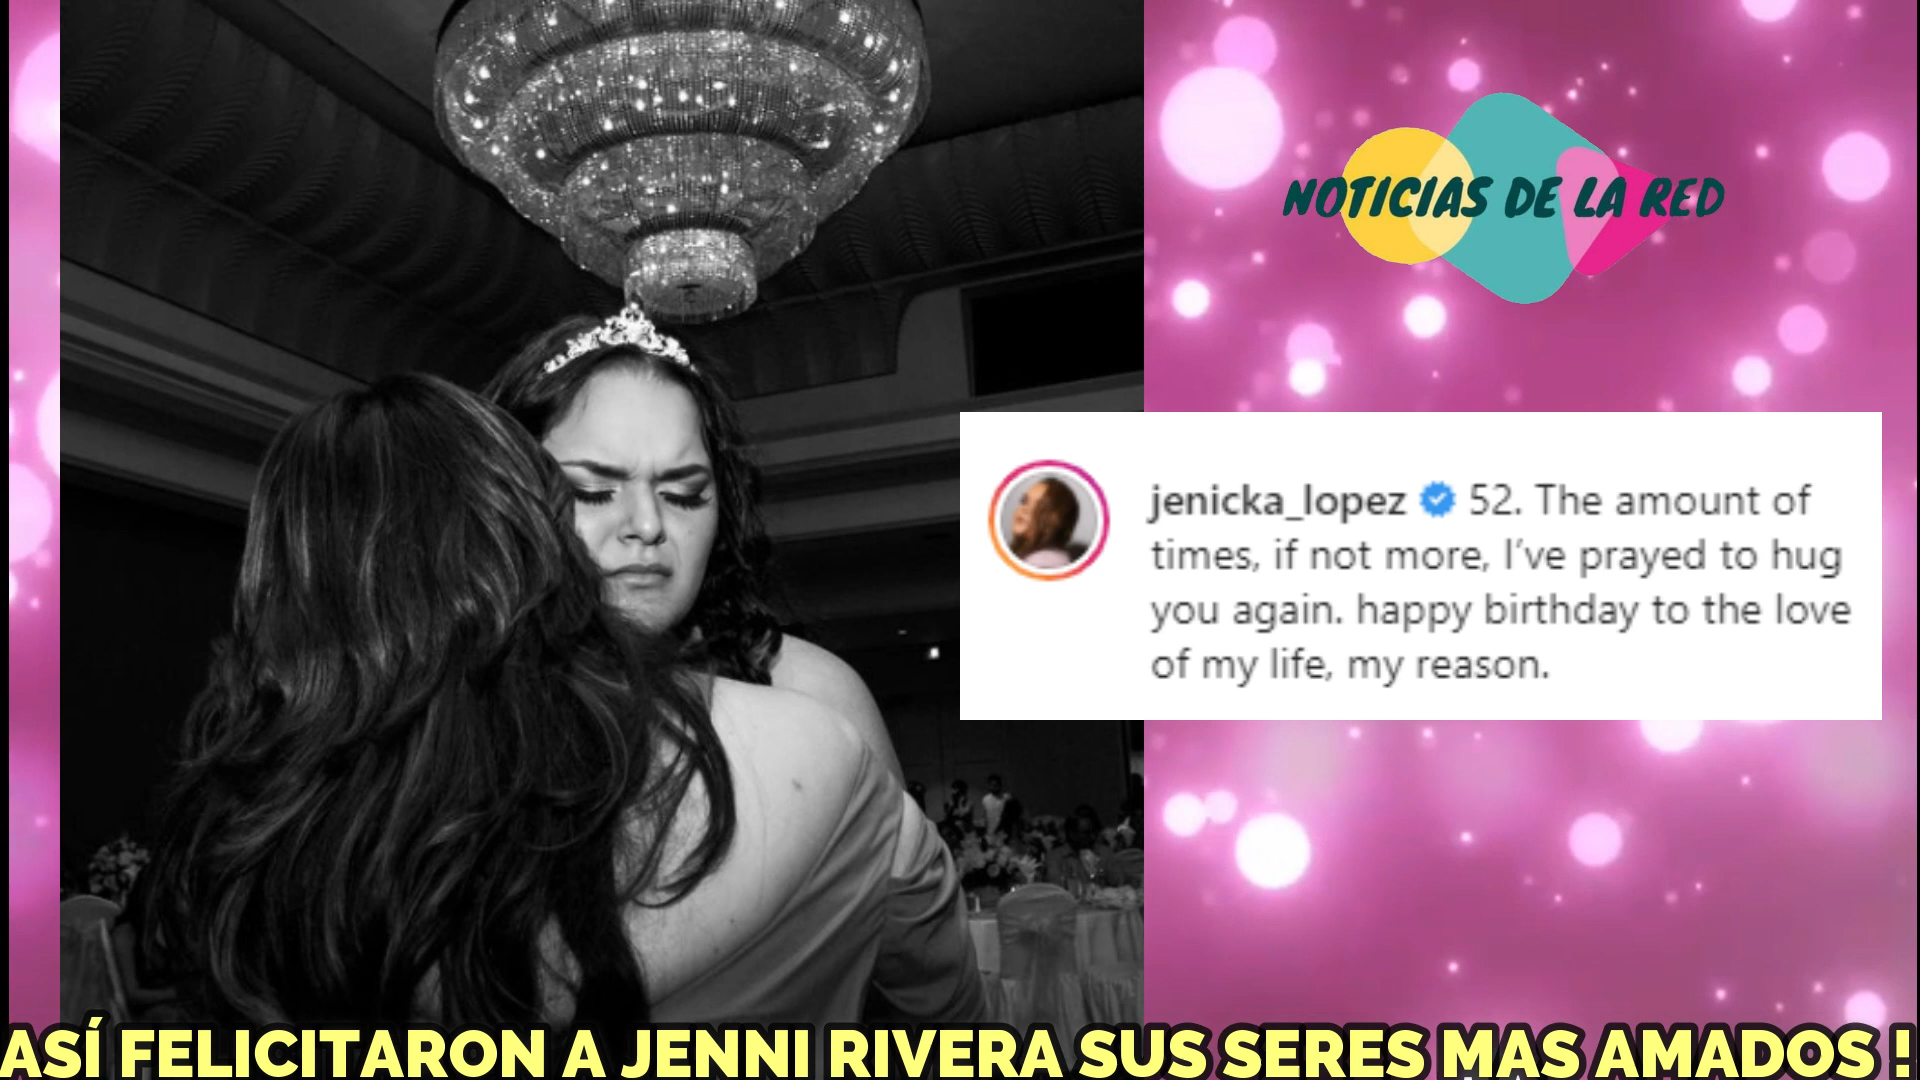 NOTICIAS DE LA RED
jenicka_lopez 52. The amount of
times, if not more, I've prayed to hug
you again. happy birthday to the love
of my life, my reason.
ASÍ FELICITARON A JENNI RIVERA SUS SERES MAS AMADOS !